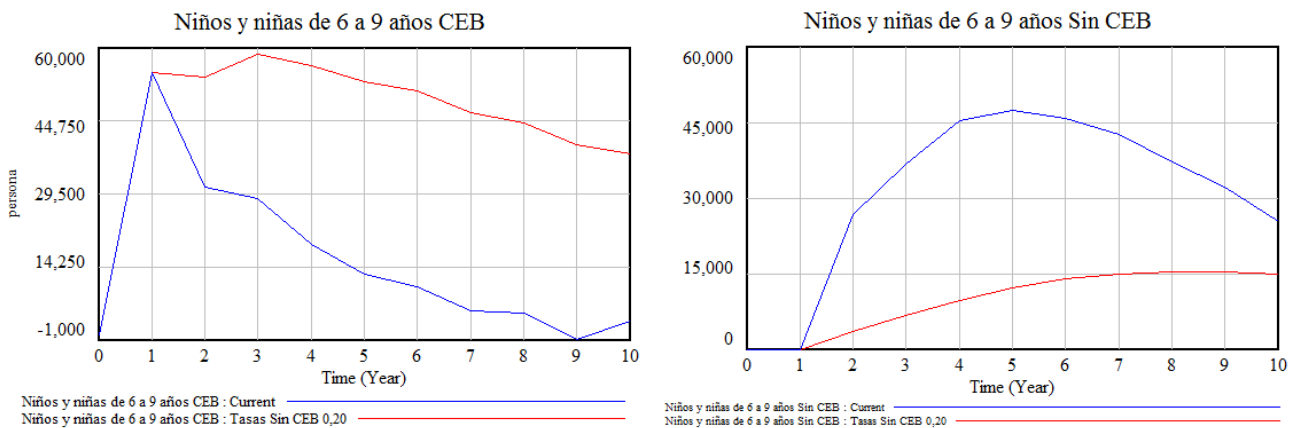 Niños y niñas de 6 a 9 años CEB
60,000
44,750
29,500
14,250
-1,000
persona
0 1 2 3 4 5 6 7 8 9 10
Time (Year)
Niños y niñas de 6 a 9 años CEB : Current
Niños y niñas de 6 a 9 años CEB : Tasas Sin CEB 0,20
Niños y niñas de 6 a 9 años Sin CEB
60,000
45,000
30,000
15,000
0
0 1 2 3 4 5 6 7 8 9 10
Time (Year)
Niños y niñas de 6 a 9 años Sin CEB : Current
Niños y niñas de 6 a 9 años Sin CEB : Tasas Sin CEB 0,20